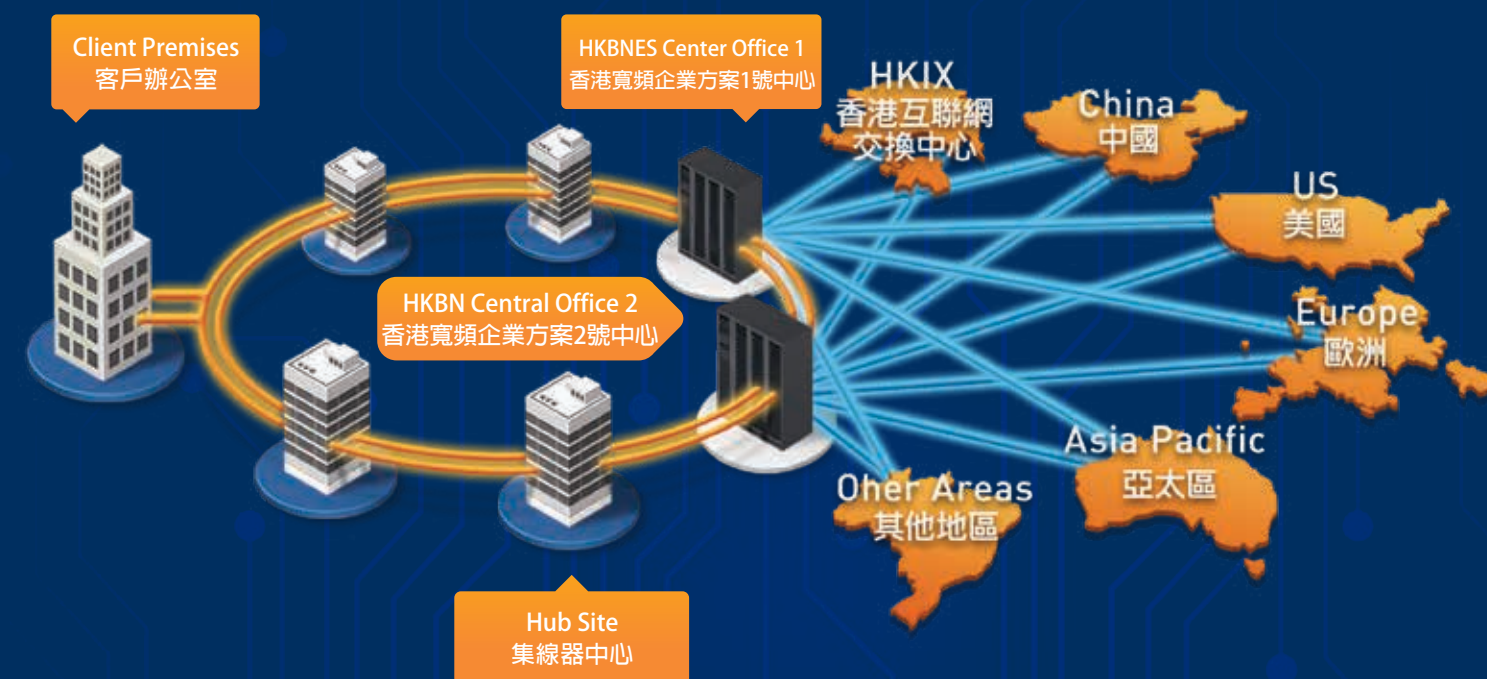 Client Premises
客戶辦公室
HKBNES Center Office 1
香港寬頻企業方案1號中心
HKIX
香港互聯網
交換中心
China
中國
US
美國
HKBN Central Office 2
香港寬頻企業方案2號中心
Europe
歐洲
Asia Pacific
亞太區
Oher Areas
其他地區
Hub Site
集線器中心